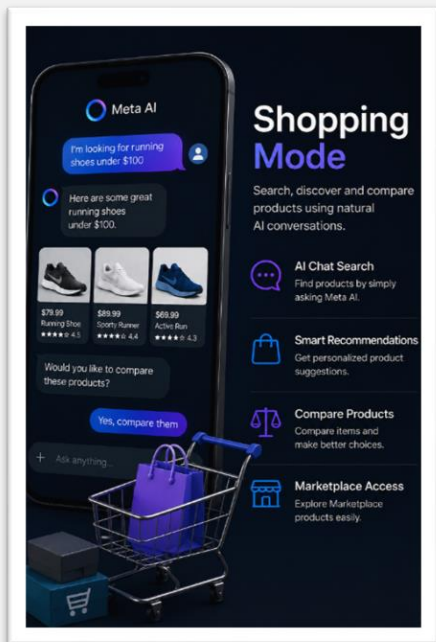 Meta AI
I'm looking for running
shoes under $100
Here are some great
running shoes
under $100.
$79.99
Running Shoe
★★★★☆ 4.5
$89.99
Sporty Runner
★★★★☆ 4.4
$69.99
Active Run
★★★★☆ 4.3
Would you like to compare
these products?
Yes, compare them
+ Ask anything...
Shopping
Mode
Search, discover and compare
products using natural
AI conversations.
AI Chat Search
Find products by simply
asking Meta AI.
Smart Recommendations
Get personalized product
suggestions.
Compare Products
Compare items and
make better choices.
Marketplace Access
Explore Marketplace
products easily.